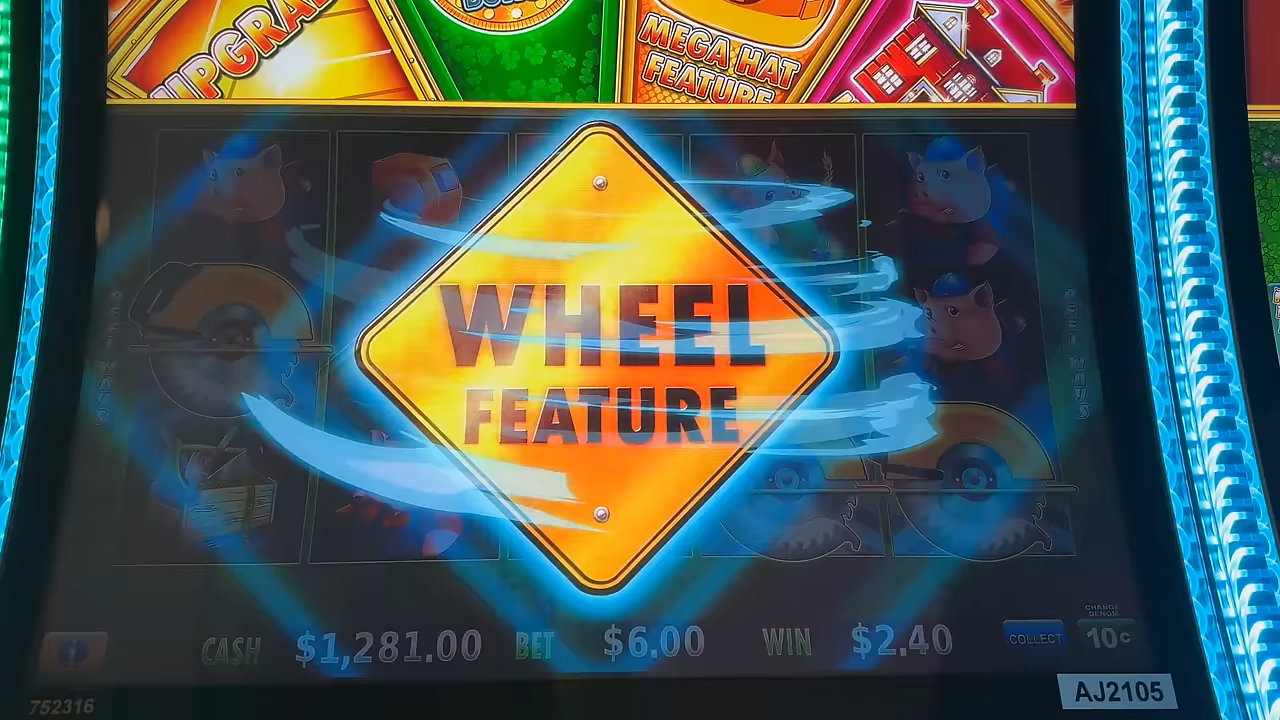 UPGRA
MEGA HAT
FEATURE
WHEEL
FEATURE
CASH $1,281.00 BET $6.00 WIN $2.40
COLLECT
CHANGE
DENOM
10¢
752316
AJ2105